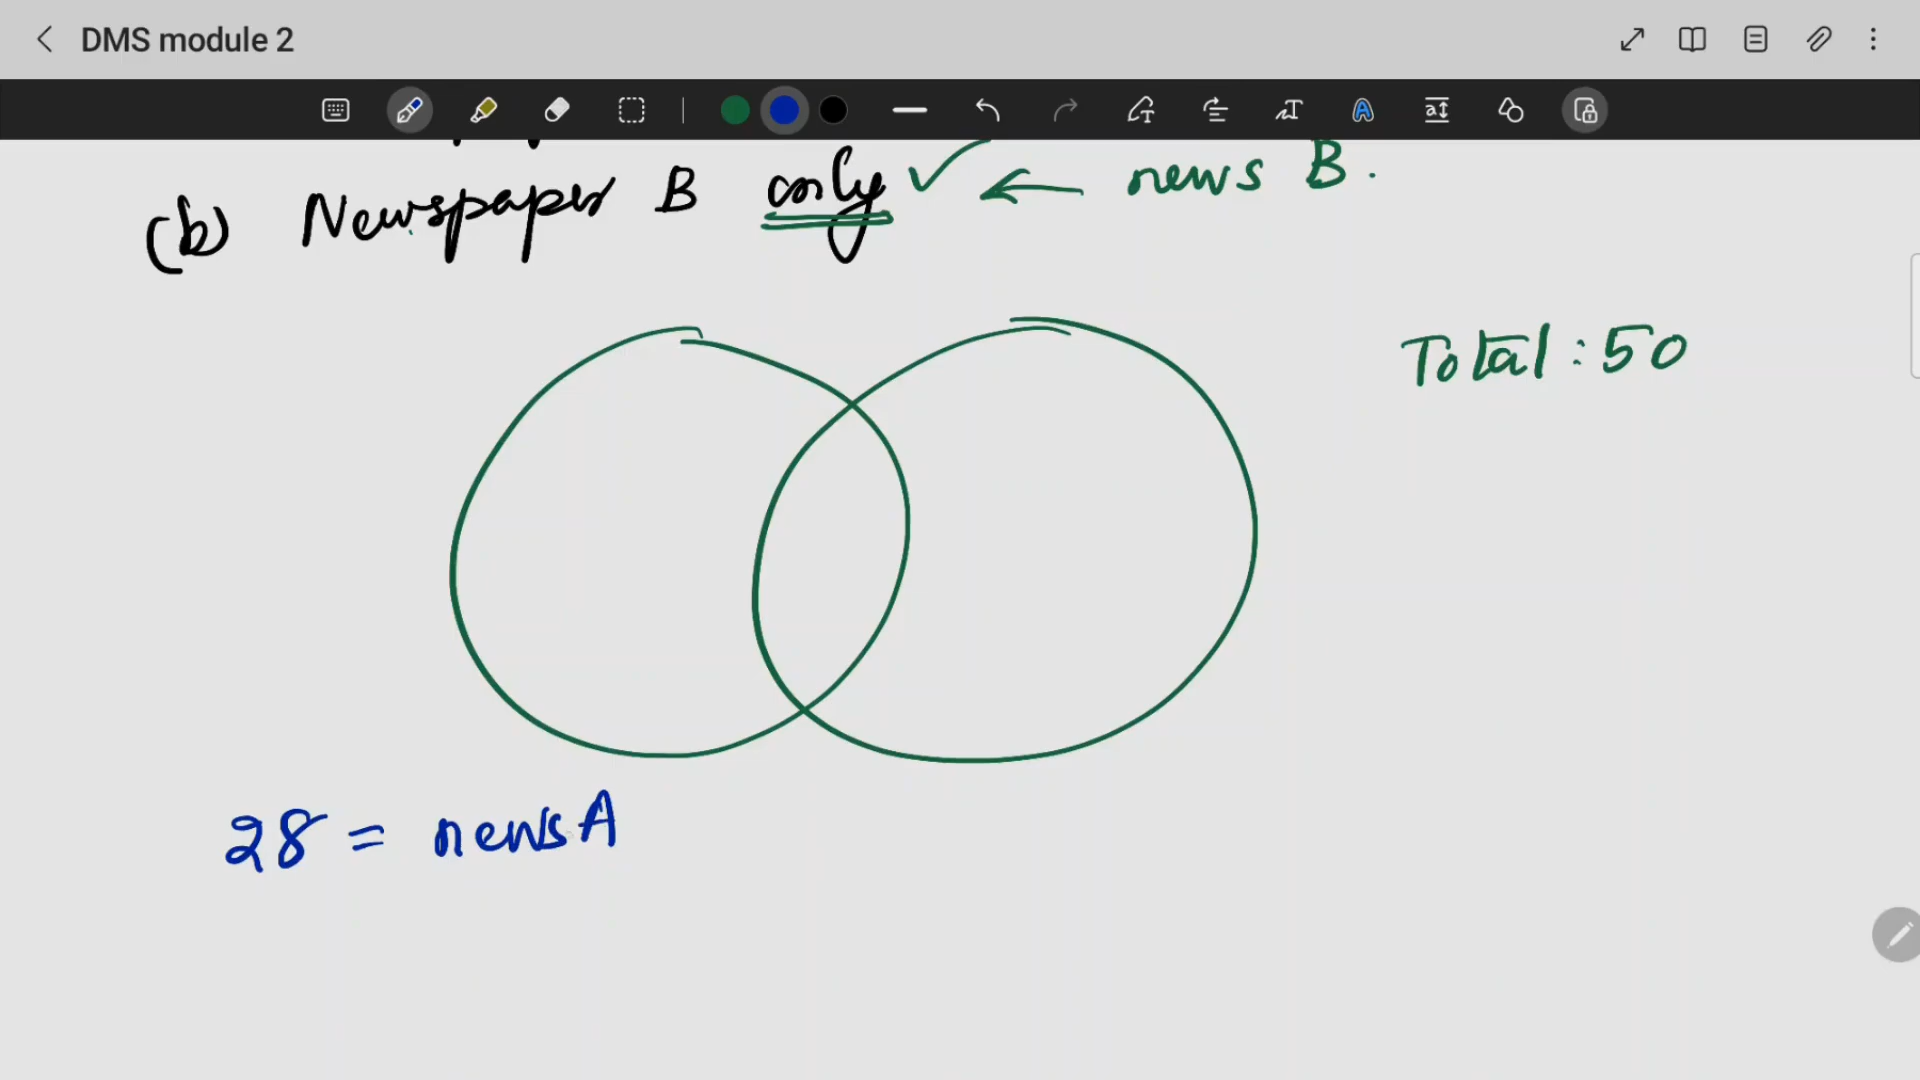 DMS module 2
(b) Newspaper B only ✓ ← news B.
Total : 50
28 = news A